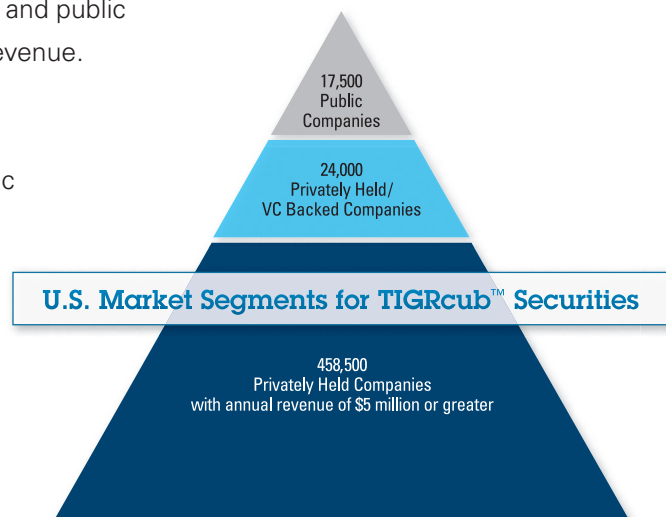 and public
evenue.
17,500
Public
Companies
c
24,000
Privately Held/
VC Backed Companies
U.S. Market Segments for TIGRcub™ Securities
458,500
Privately Held Companies
with annual revenue of $5 million or greater